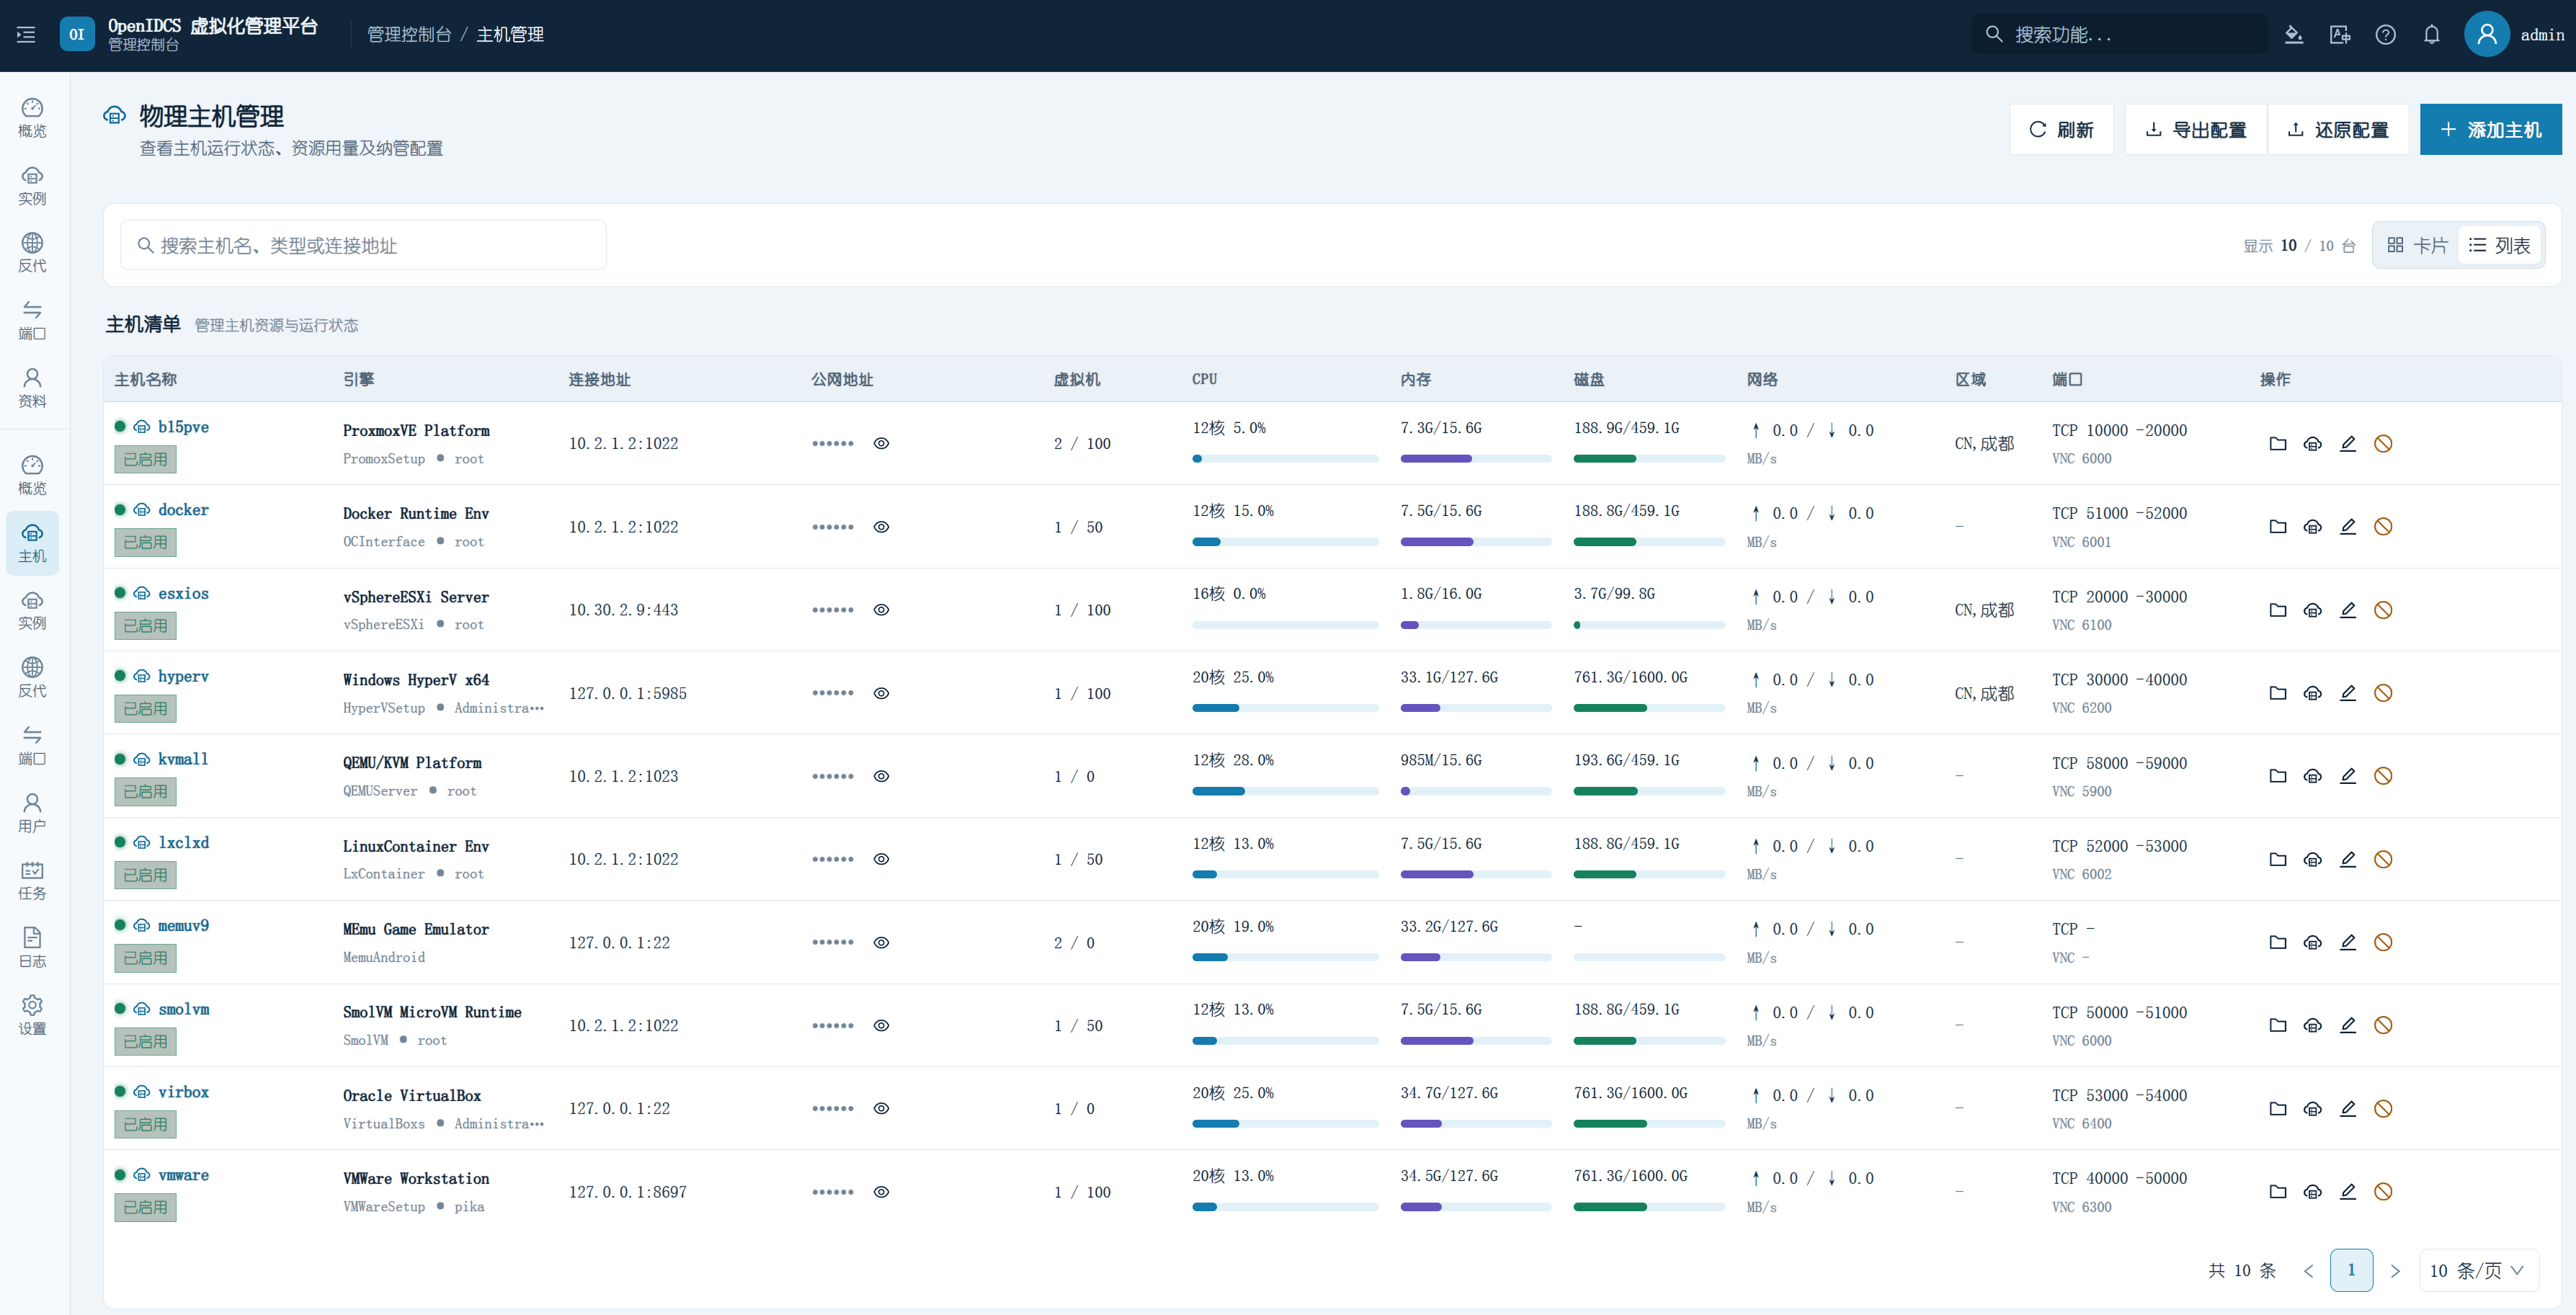 OI OpenIDCS 虚拟化管理平台
管理控制台
管理控制台 / 主机管理
搜索功能...
admin
概览
实例
反代
端口
资料
概览
主机
实例
反代
端口
用户
任务
日志
设置
物理主机管理
查看主机运行状态、资源用量及纳管配置
刷新
导出配置
还原配置
添加主机
搜索主机名、类型或连接地址
显示 10 / 10 台
卡片
列表
主机清单 管理主机资源与运行状态
主机名称 引擎 连接地址 公网地址 虚拟机 CPU 内存 磁盘 网络 区域 端口 操作
b15pve ProxmoxVE Platform 10.2.1.2:1022 •••••• 2 / 100 12核 5.0% 7.3G/15.6G 188.9G/459.1G ↑ 0.0 / ↓ 0.0 CN,成都 TCP 10000 -20000
已启用 PromoxSetup ● root MB/s VNC 6000
docker Docker Runtime Env 10.2.1.2:1022 •••••• 1 / 50 12核 15.0% 7.5G/15.6G 188.8G/459.1G ↑ 0.0 / ↓ 0.0 - TCP 51000 -52000
已启用 OCInterface ● root MB/s VNC 6001
esxios vSphereESXi Server 10.30.2.9:443 •••••• 1 / 100 16核 0.0% 1.8G/16.0G 3.7G/99.8G ↑ 0.0 / ↓ 0.0 CN,成都 TCP 20000 -30000
已启用 vSphereESXi ● root MB/s VNC 6100
hyperv Windows HyperV x64 127.0.0.1:5985 •••••• 1 / 100 20核 25.0% 33.1G/127.6G 761.3G/1600.0G ↑ 0.0 / ↓ 0.0 CN,成都 TCP 30000 -40000
已启用 HyperVSetup ● Administra… MB/s VNC 6200
kvmall QEMU/KVM Platform 10.2.1.2:1023 •••••• 1 / 0 12核 28.0% 985M/15.6G 193.6G/459.1G ↑ 0.0 / ↓ 0.0 - TCP 58000 -59000
已启用 QEMUServer ● root MB/s VNC 5900
lxclxd LinuxContainer Env 10.2.1.2:1022 •••••• 1 / 50 12核 13.0% 7.5G/15.6G 188.8G/459.1G ↑ 0.0 / ↓ 0.0 - TCP 52000 -53000
已启用 LxContainer ● root MB/s VNC 6002
memuv9 MEmu Game Emulator 127.0.0.1:22 •••••• 2 / 0 20核 19.0% 33.2G/127.6G - ↑ 0.0 / ↓ 0.0 - TCP -
已启用 MemuAndroid MB/s VNC -
smolvm SmolVM MicroVM Runtime 10.2.1.2:1022 •••••• 1 / 50 12核 13.0% 7.5G/15.6G 188.8G/459.1G ↑ 0.0 / ↓ 0.0 - TCP 50000 -51000
已启用 SmolVM ● root MB/s VNC 6000
virbox Oracle VirtualBox 127.0.0.1:22 •••••• 1 / 0 20核 25.0% 34.7G/127.6G 761.3G/1600.0G ↑ 0.0 / ↓ 0.0 - TCP 53000 -54000
已启用 VirtualBoxs ● Administra… MB/s VNC 6400
vmware VMWare Workstation 127.0.0.1:8697 •••••• 1 / 100 20核 13.0% 34.5G/127.6G 761.3G/1600.0G ↑ 0.0 / ↓ 0.0 - TCP 40000 -50000
已启用 VMWareSetup ● pika MB/s VNC 6300
共 10 条 < 1 > 10 条/页